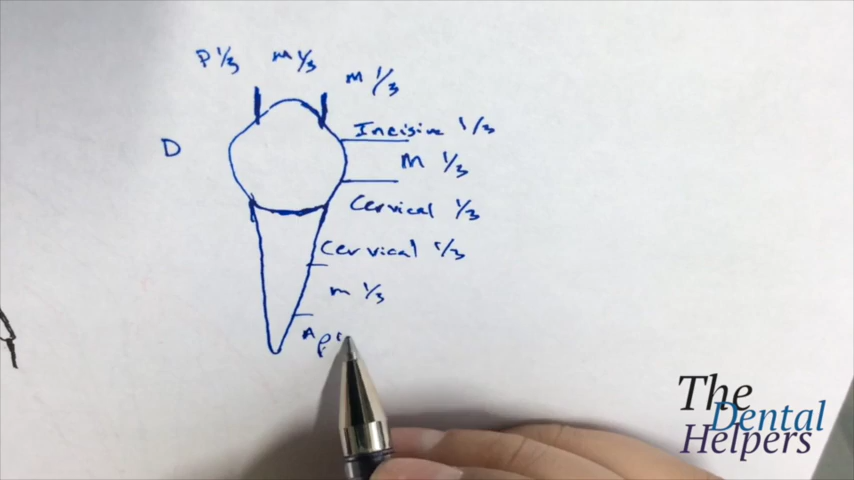 P 1/3 m 1/3 m 1/3
Incisive 1/3
D
M 1/3
Cervical 1/3
Cervical 1/3
m 1/3
Api
The
Dental
Helpers